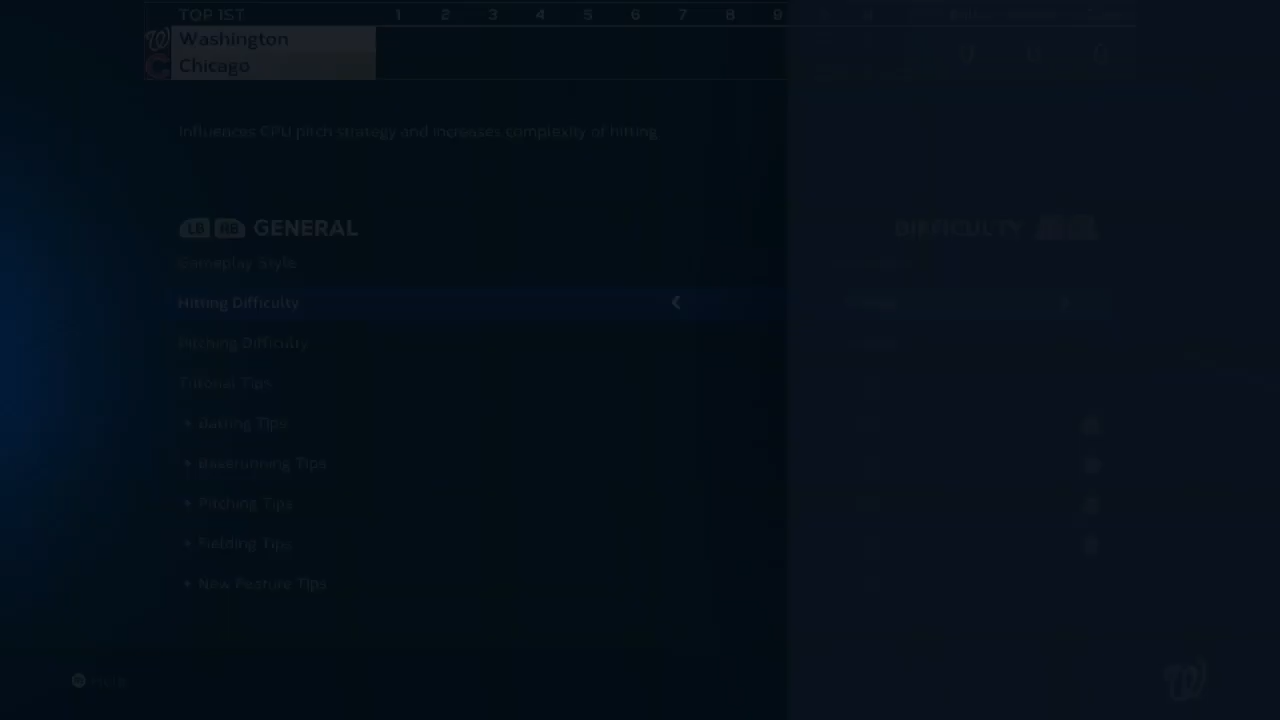 TOP 1ST 1 2 3 4 5 6 7 8 9
Washington
Chicago
Influences CPU pitch strategy and increases complexity of hitting
LB RB GENERAL DIFFICULTY
Gameplay Style
Hitting Difficulty
Pitching Difficulty
Tutorial Tips
Batting Tips
Baserunning Tips
Pitching Tips
Fielding Tips
New Feature Tips